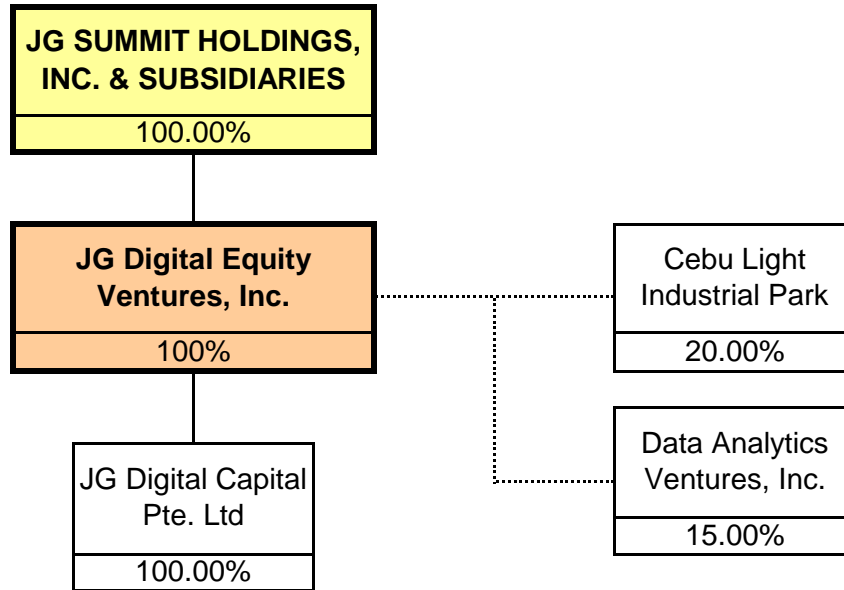 JG SUMMIT HOLDINGS,
INC. & SUBSIDIARIES
100.00%
JG Digital Equity
Ventures, Inc.
100%
Cebu Light
Industrial Park
20.00%
Data Analytics
Ventures, Inc.
15.00%
JG Digital Capital
Pte. Ltd
100.00%